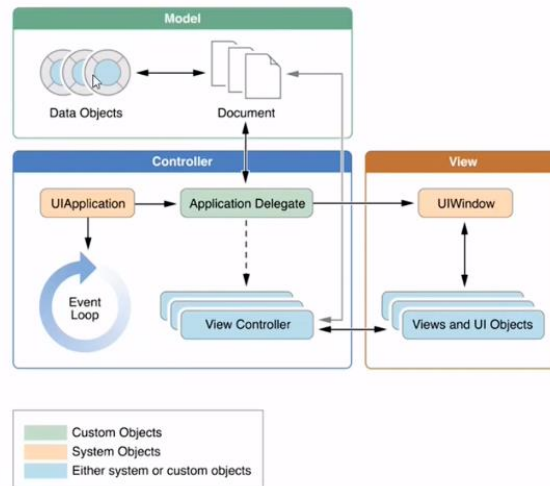 Model
Data Objects
Document
Controller
View
UIApplication
Application Delegate
UIWindow
Event
Loop
View Controller
Views and UI Objects
Custom Objects
System Objects
Either system or custom objects